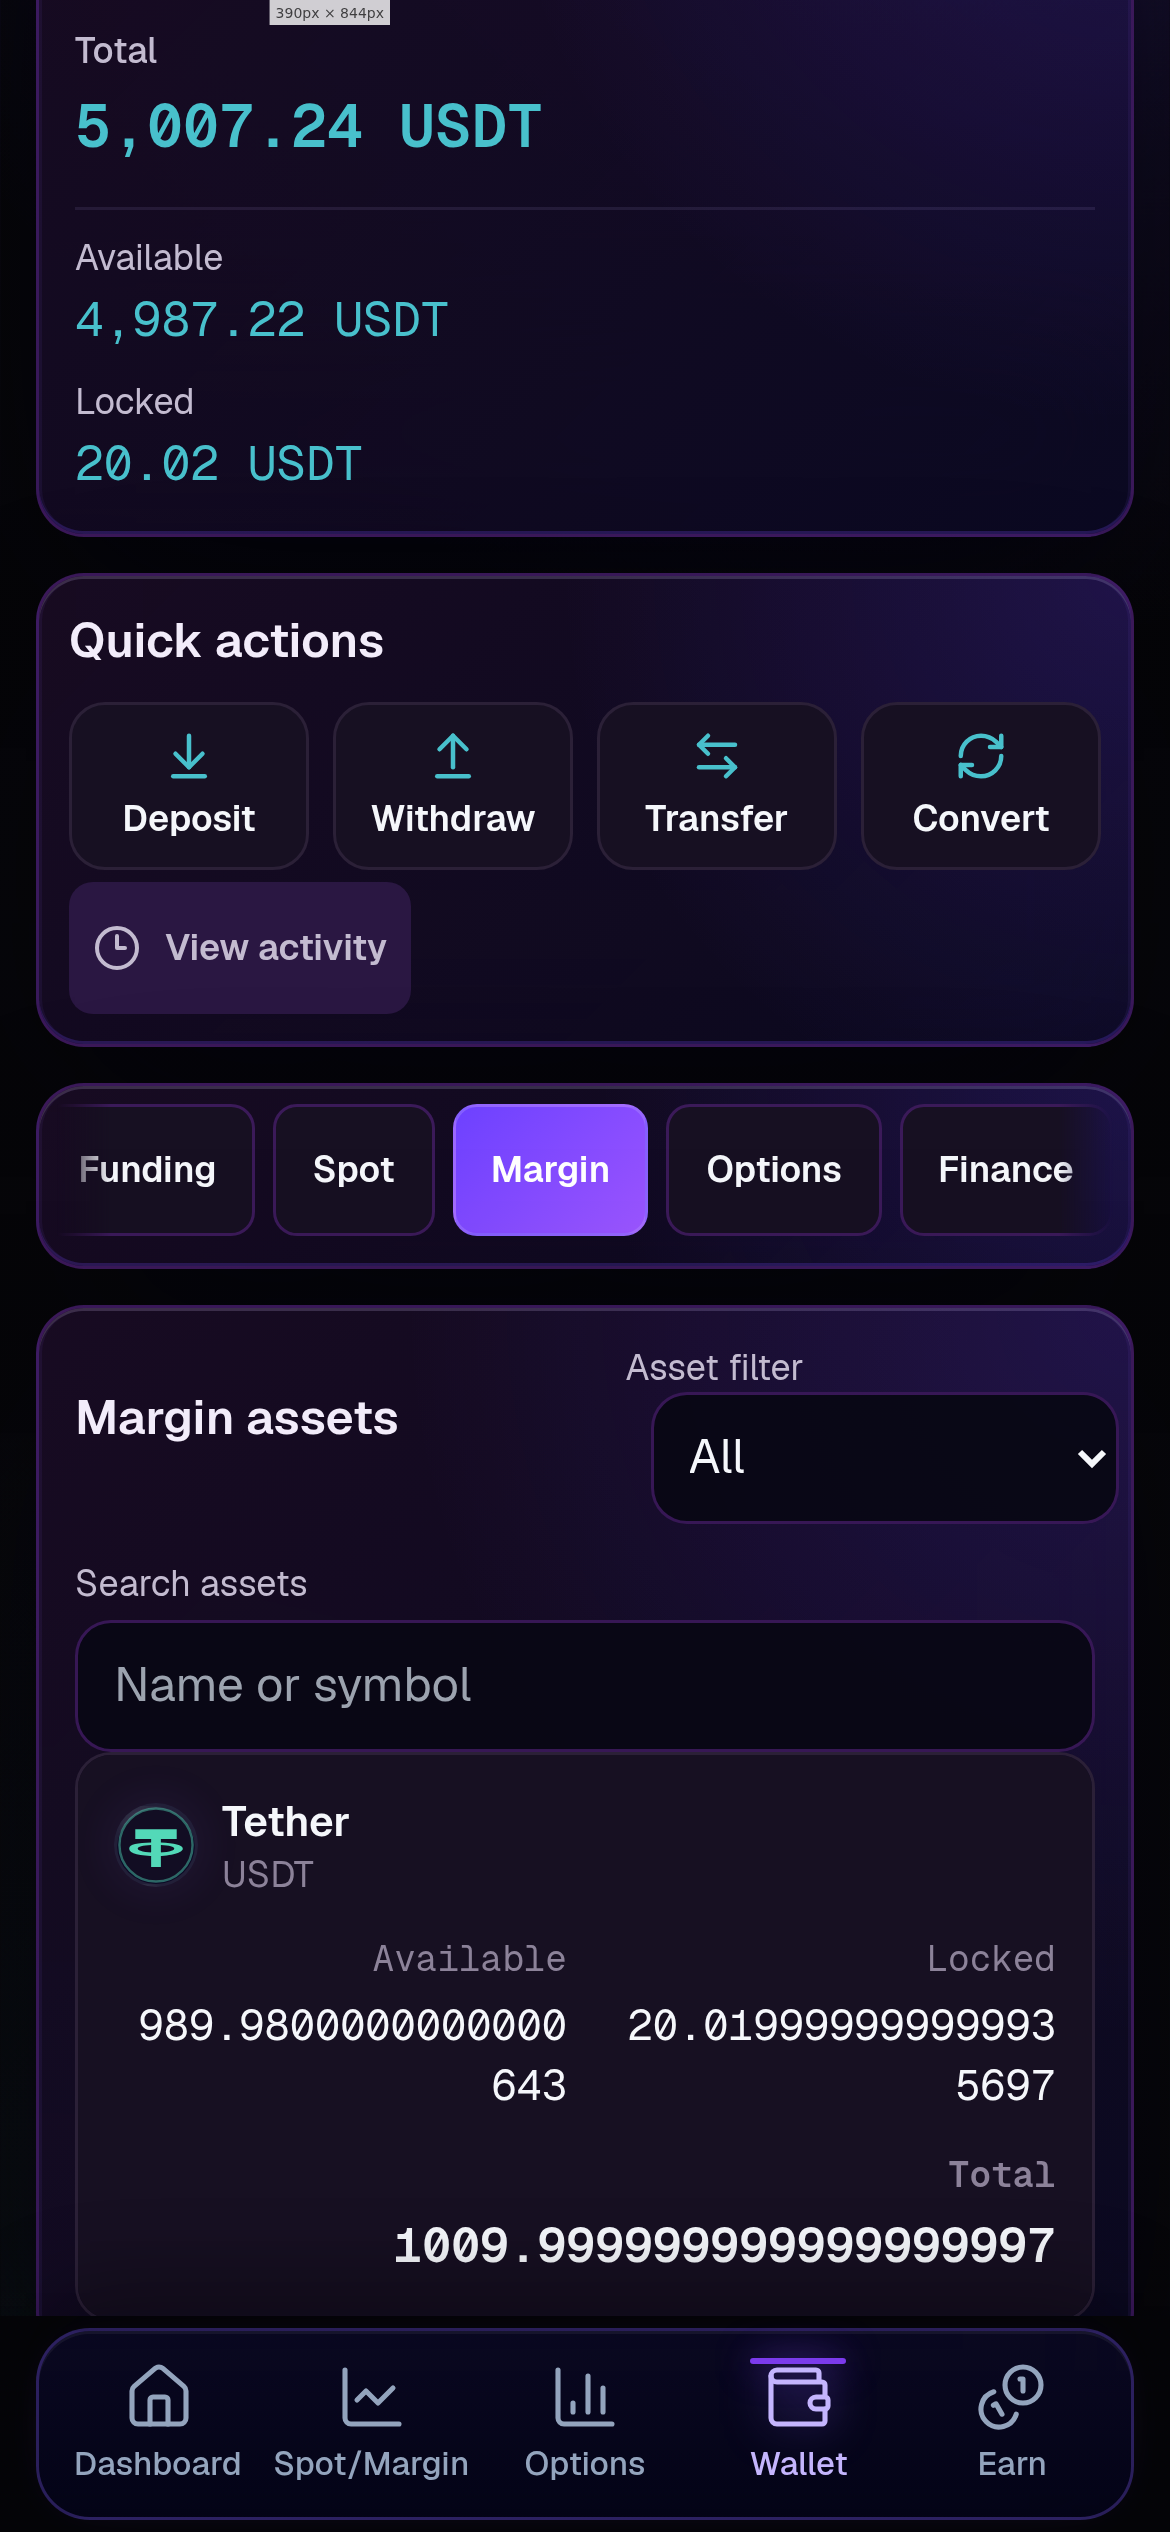 390px × 844px
Total
5,007.24 USDT
Available
4,987.22 USDT
Locked
20.02 USDT
Quick actions
Deposit
Withdraw
Transfer
Convert
View activity
Funding
Spot
Margin
Options
Finance
Asset filter
Margin assets
All
Search assets
Name or symbol
Tether
USDT
Available
Locked
989.9800000000000
20.01999999999993
643
5697
Total
1009.9999999999999999997
Dashboard
Spot/Margin
Options
Wallet
Earn